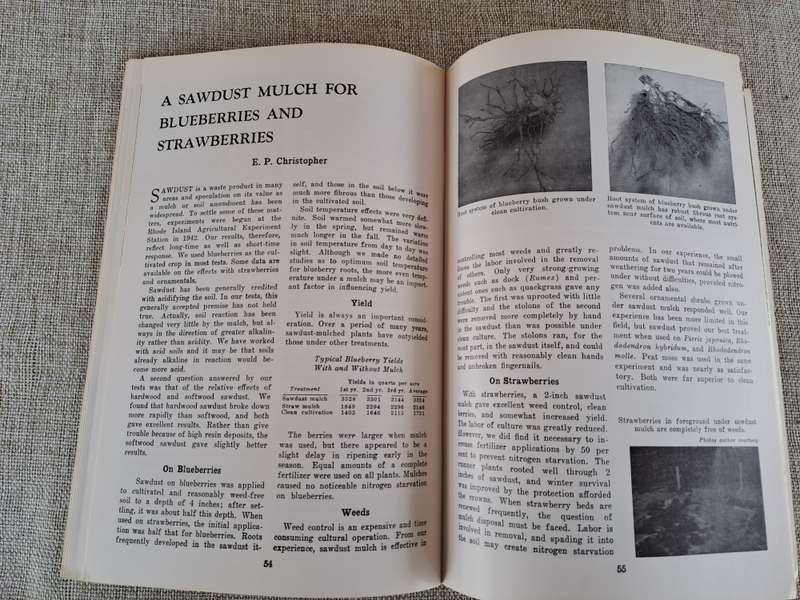 A SAWDUST MULCH FOR
BLUEBERRIES AND
STRAWBERRIES
E. P. Christopher
SAWDUST is a waste product in many
areas and speculation on its value as
a mulch or soil amendment has been
widespread. To settle some of these mat-
ters, experiments were begun at the
Rhode Island Agricultural Experiment
Station in 1942. Our results, therefore,
reflect long-time as well as short-time
response. We used blueberries as the cul-
tivated crop in most tests. Some data are
available on the effects with strawberries
and ornamentals.
Sawdust has been generally credited
with acidifying the soil. In our tests, this
generally accepted premise has not held
true. Actually, soil reaction has been
changed very little by the mulch, but al-
ways in the direction of greater alkalin-
ity rather than acidity. We have worked
with acid soils and it may be that soils
already alkaline in reaction would be-
come more acid.
A second question answered by our
tests was that of the relative effects of
hardwood and softwood sawdust. We
found that hardwood sawdust broke down
more rapidly than softwood, and both
gave excellent results. Rather than give
trouble because of high resin deposits, the
softwood sawdust gave slightly better
results.
On Blueberries
Sawdust on blueberries was applied
to cultivated and reasonably weed-free
soil to a depth of 4 inches; after set-
tling, it was about half this depth. When
used on strawberries, the initial applica-
tion was half that for blueberries. Roots
frequently developed in the sawdust it-
self, and those in the soil below it were
much more fibrous than those developing
in the cultivated soil.
Soil temperature effects were very defi-
nite. Soil warmed somewhat more slow-
ly in the spring, but remained warm
much longer in the fall. The variation
in soil temperature from day to day was
slight. Although we made no detailed
studies as to optimum soil temperature
for blueberry roots, the more even temp-
erature under a mulch may be an impor-
tant factor in influencing yield.
Yield
Yield is always an important consid-
eration. Over a period of many years,
sawdust-mulched plants have outyielded
those under other treatments.
Typical Blueberry Yields
With and Without Mulch
Yields in quarts per acre
Treatment 1st yr. 2nd yr. 3rd yr. Average
Sawdust mulch
Straw mulch
Clean cultivation
The berries were larger when mulch
was used, but there appeared to be a
slight delay in ripening early in the
season. Equal amounts of a complete
fertilizer were used on all plants. Mulches
caused no noticeable nitrogen starvation
on blueberries.
Weeds
Weed control is an expensive and time
consuming cultural operation. From our
experience, sawdust mulch is effective in
54
Root system of blueberry bush grown under
clean cultivation.
Root system of blueberry bush grown under
sawdust mulch has robust fibrous root sys-
tem near surface of soil, where most nutri-
ents are available.
controlling most weeds and greatly re-
duces the labor involved in the removal
of others. Only very strong-growing
weeds such as dock (Rumex) and per-
sistent ones such as quackgrass gave any
trouble. The first was uprooted with little
difficulty and the stolons of the second
were removed more completely by hand
in the sawdust than was possible under
clean culture. The stolons ran, for the
most part, in the sawdust itself, and could
be removed with reasonably clean hands
and unbroken fingernails.
On Strawberries
With strawberries, a 2-inch sawdust
mulch gave excellent weed control, clean
berries, and somewhat increased yield.
The labor of culture was greatly reduced.
However, we did find it necessary to in-
crease fertilizer applications by 50 per
cent to prevent nitrogen starvation. The
runner plants rooted well through 2
inches of sawdust, and winter survival
was improved by the protection afforded
the crowns. When strawberry beds are
renewed frequently, the question of
mulch disposal must be faced. Labor is
involved in removal, and spading it into
the soil may create nitrogen starvation
problems. In our experience, the small
amounts of sawdust that remained after
weathering for two years could be plowed
under without difficulties, provided nitro-
gen was added also.
Several ornamental shrubs grown un-
der sawdust mulch responded well. Our
experience has been more limited in this
field, but sawdust proved our best treat-
ment when used on Pieris japonica, Rho-
dodendron hybridum, and Rhododendron
molle. Peat moss was used in the same
experiment and was nearly as satisfac-
tory. Both were far superior to clean
cultivation.
Strawberries in foreground under sawdust
mulch are completely free of weeds.
Photos author courtesy
55